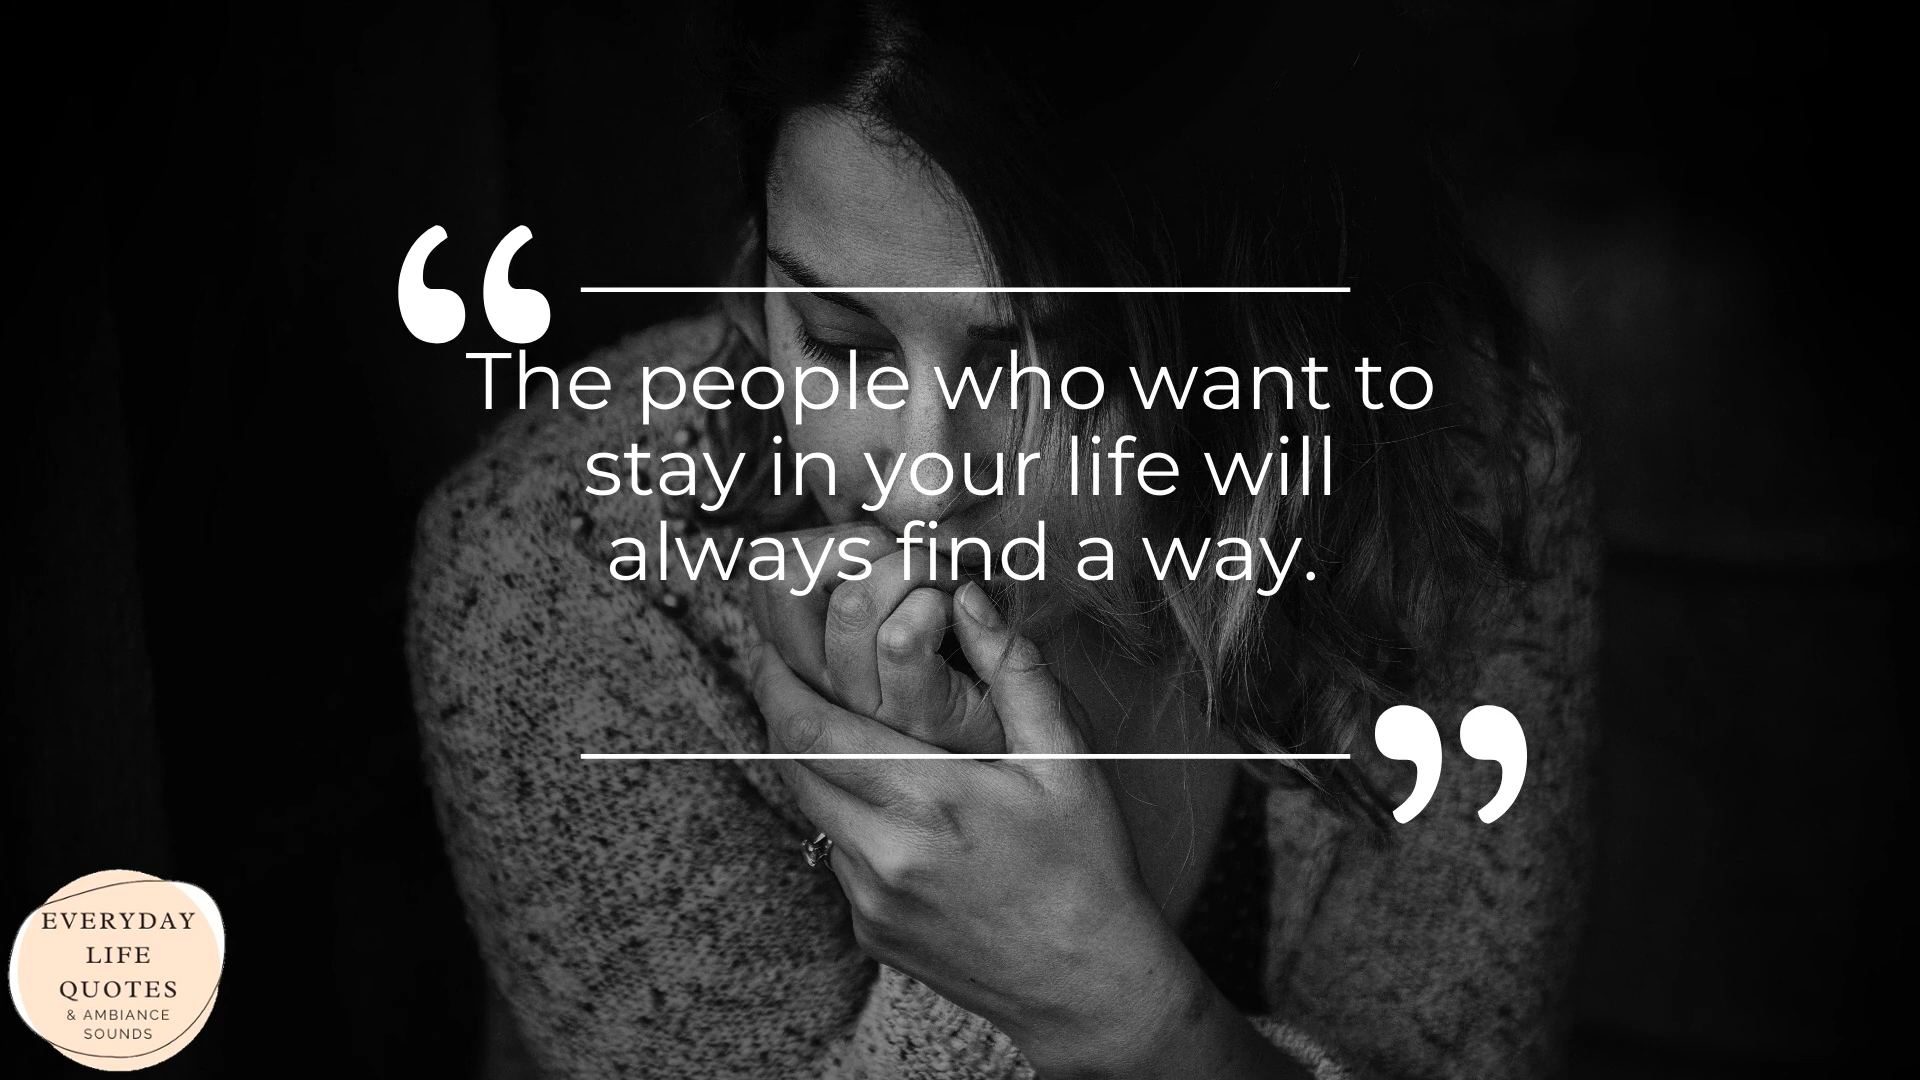 “
The people who want to
stay in your life will
always find a way.
”
EVERYDAY
LIFE
QUOTES
& AMBIANCE
SOUNDS